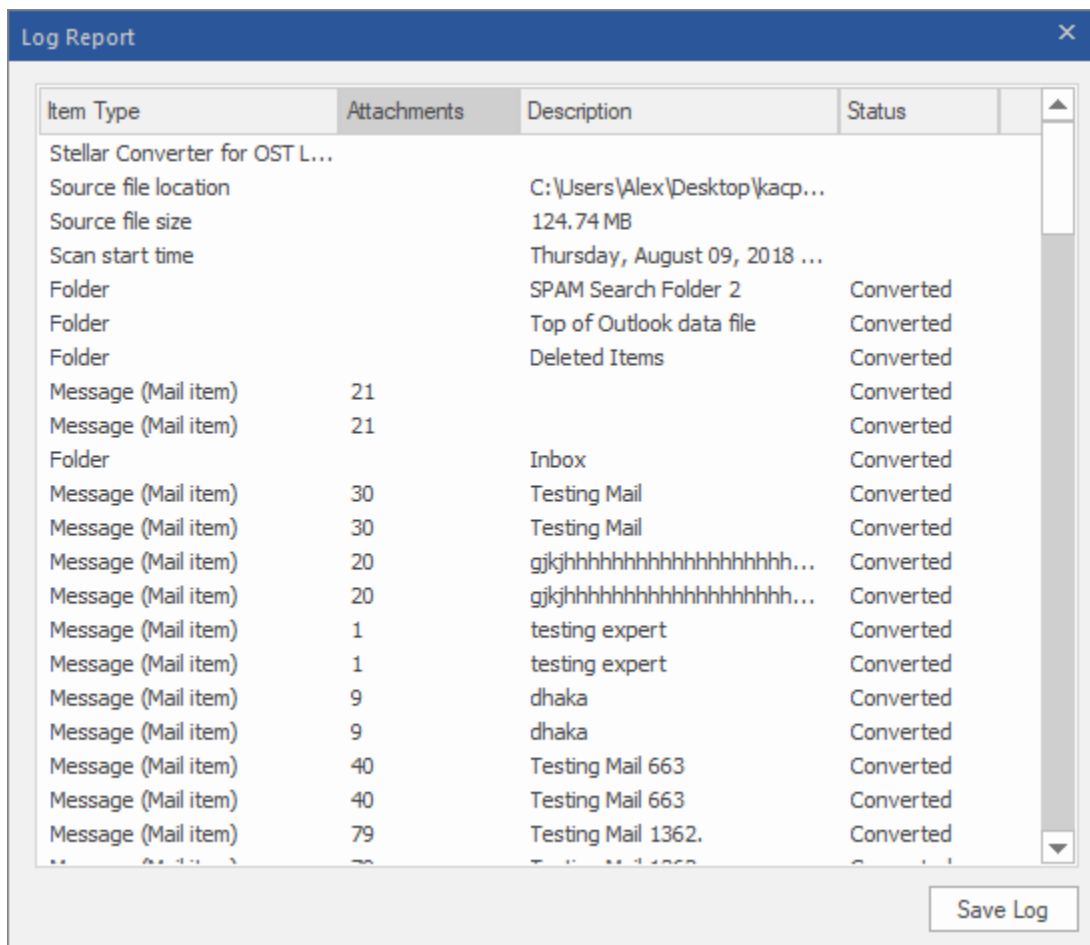 Log Report
Item Type Attachments Description Status
Stellar Converter for OST L...
Source file location C:\Users\Alex\Desktop\kacp...
Source file size 124.74 MB
Scan start time Thursday, August 09, 2018 ...
Folder SPAM Search Folder 2 Converted
Folder Top of Outlook data file Converted
Folder Deleted Items Converted
Message (Mail item) 21 Converted
Message (Mail item) 21 Converted
Folder Inbox Converted
Message (Mail item) 30 Testing Mail Converted
Message (Mail item) 30 Testing Mail Converted
Message (Mail item) 20 gjkjhhhhhhhhhhhhhhhhhhh... Converted
Message (Mail item) 20 gjkjhhhhhhhhhhhhhhhhhhh... Converted
Message (Mail item) 1 testing expert Converted
Message (Mail item) 1 testing expert Converted
Message (Mail item) 9 dhaka Converted
Message (Mail item) 9 dhaka Converted
Message (Mail item) 40 Testing Mail 663 Converted
Message (Mail item) 40 Testing Mail 663 Converted
Message (Mail item) 79 Testing Mail 1362. Converted
Save Log